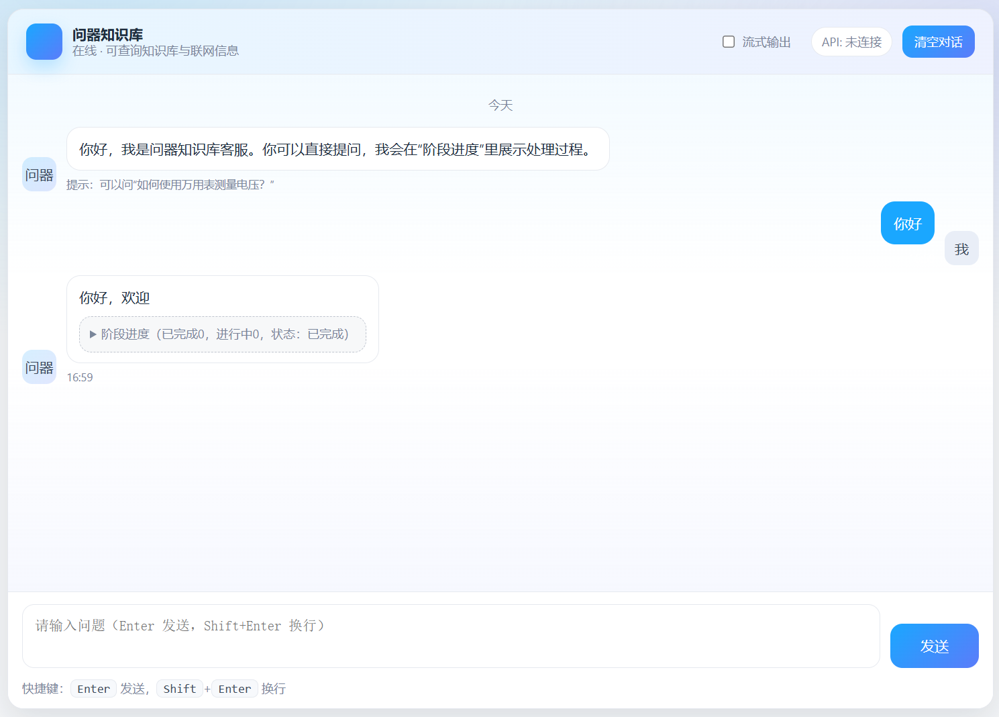 问器知识库
在线 · 可查询知识库与联网信息
流式输出
API: 未连接
清空对话
今天
你好，我是问器知识库客服。你可以直接提问，我会在“阶段进度”里展示处理过程。
问器
提示：可以问“如何使用万用表测量电压？”
你好
我
你好，欢迎
▶ 阶段进度（已完成0，进行中0，状态：已完成）
问器
16:59
请输入问题（Enter 发送，Shift+Enter 换行）
发送
快捷键： Enter 发送， Shift + Enter 换行